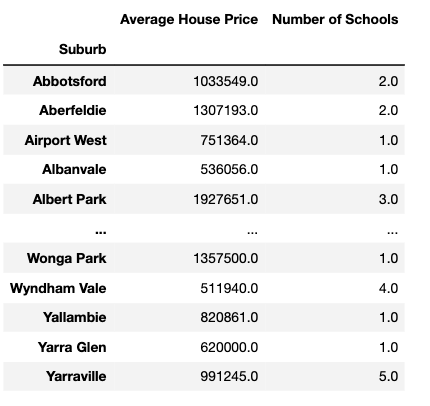 Average House Price Number of Schools
Suburb
Abbotsford 1033549.0 2.0
Aberfeldie 1307193.0 2.0
Airport West 751364.0 1.0
Albanvale 536056.0 1.0
Albert Park 1927651.0 3.0
... ... ...
Wonga Park 1357500.0 1.0
Wyndham Vale 511940.0 4.0
Yallambie 820861.0 1.0
Yarra Glen 620000.0 1.0
Yarraville 991245.0 5.0